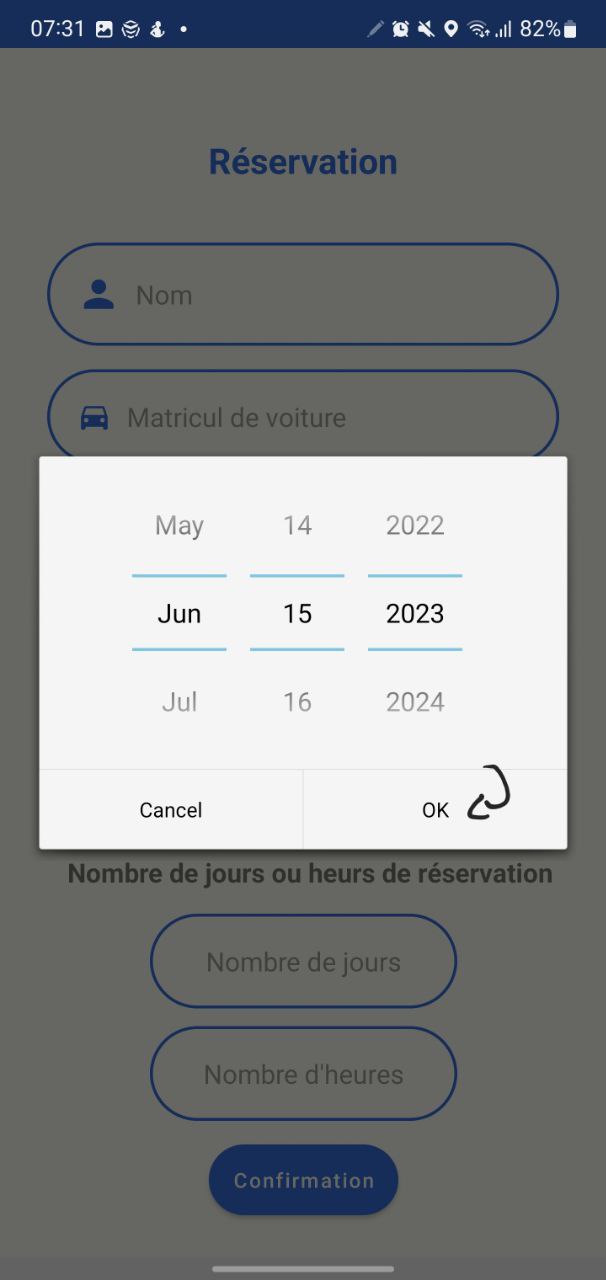 07:31 82%
Réservation
Nom
Matricul de voiture
May 14 2022
Jun 15 2023
Jul 16 2024
Cancel OK
Nombre de jours ou heurs de réservation
Nombre de jours
Nombre d'heures
Confirmation